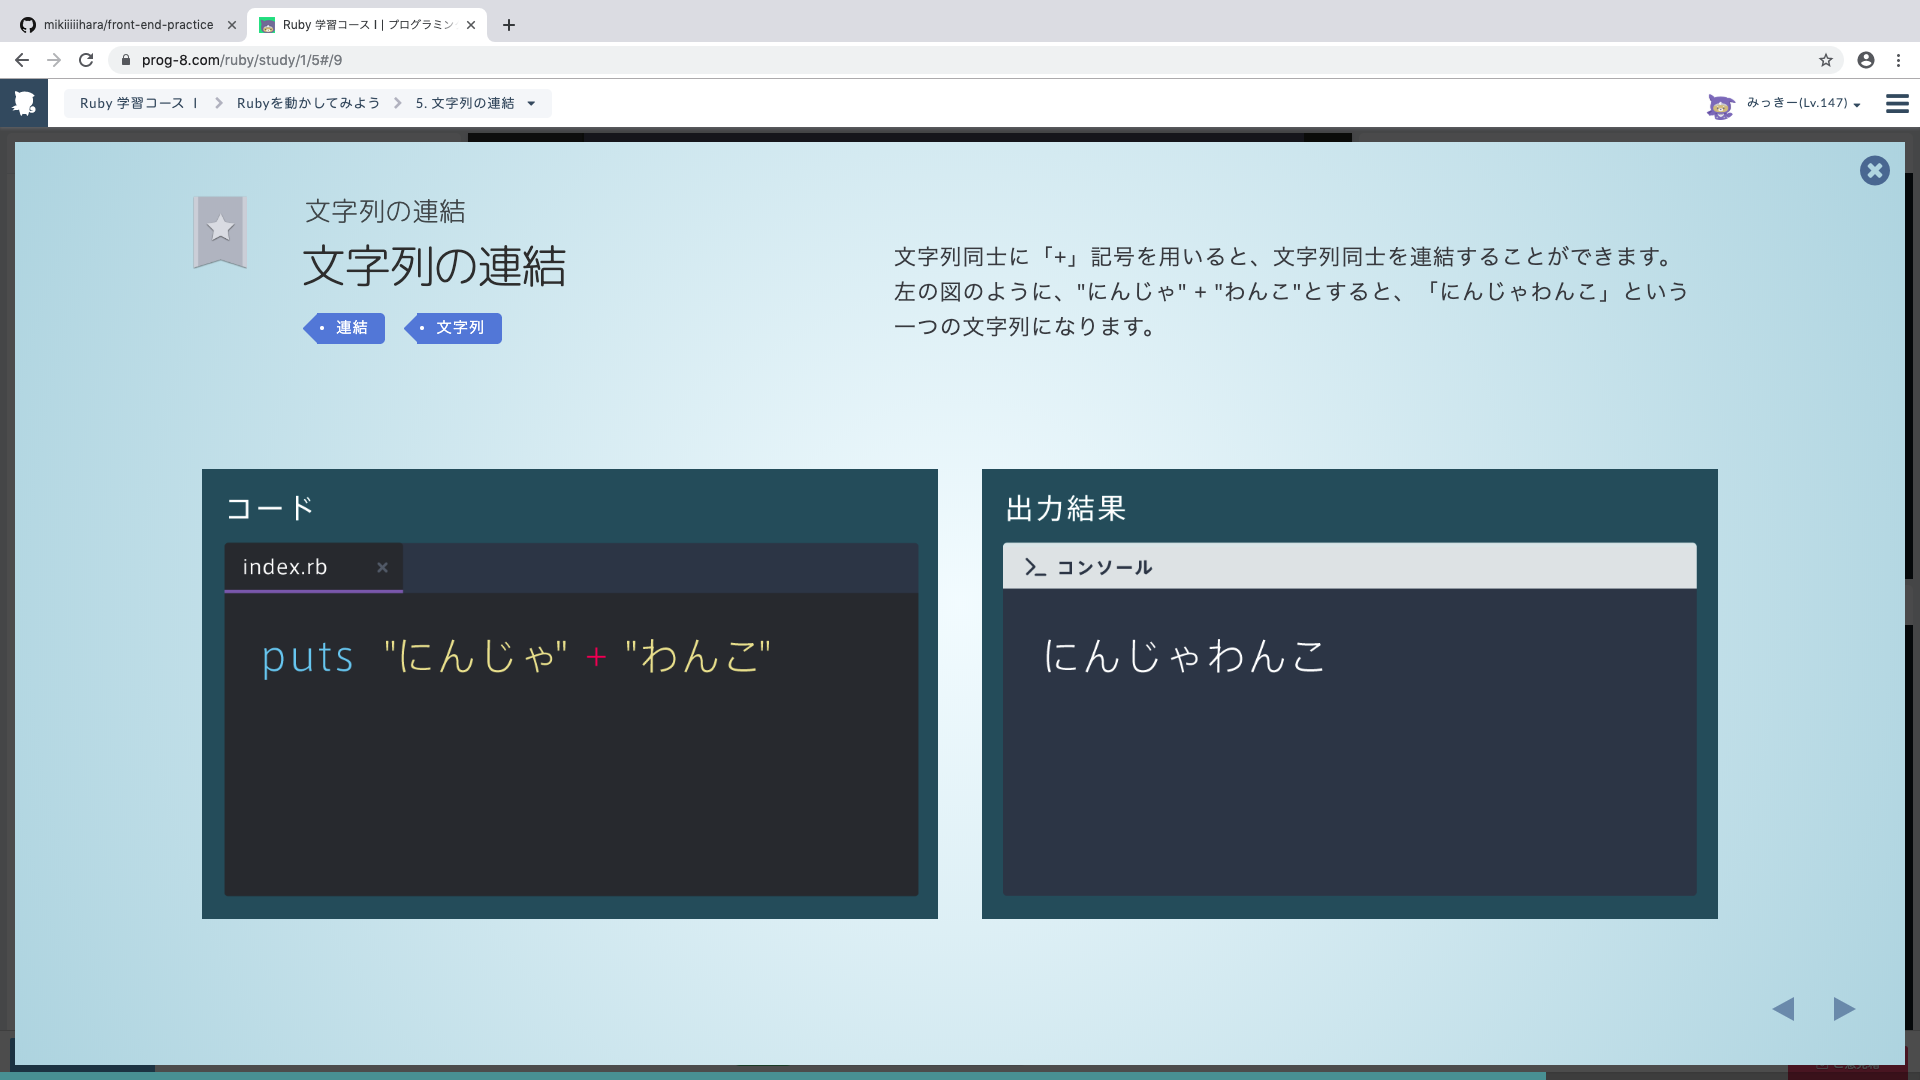 mikiiiiihara/front-end-practice
Ruby 学習コース I | プログラミン
prog-8.com/ruby/study/1/5#/9
Ruby 学習コース I
Rubyを動かしてみよう
5. 文字列の連結
みっきー(Lv.147)
文字列の連結
文字列の連結
連結
文字列
文字列同士に「+」記号を用いると、文字列同士を連結することができます。
左の図のように、"にんじゃ" + "わんこ"とすると、「にんじゃわんこ」という
一つの文字列になります。
コード
index.rb
puts "にんじゃ" + "わんこ"
出力結果
コンソール
にんじゃわんこ